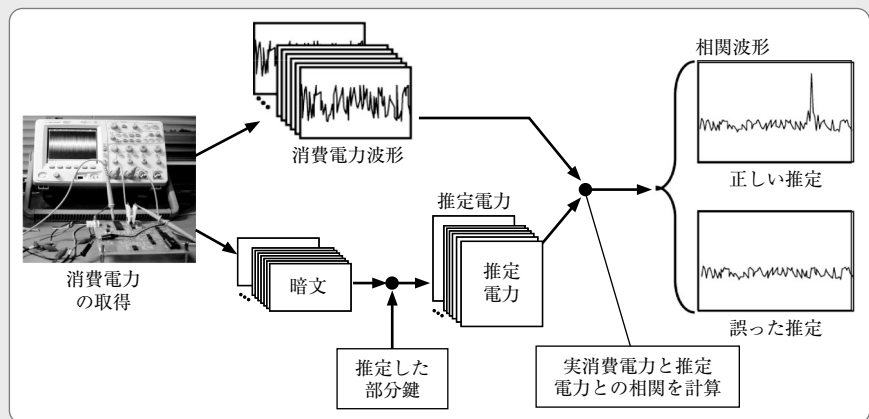 消費電力
の取得
消費電力波形
暗文
推定した
部分鍵
推定電力
推定
電力
実消費電力と推定
電力との相関を計算
相関波形
正しい推定
誤った推定